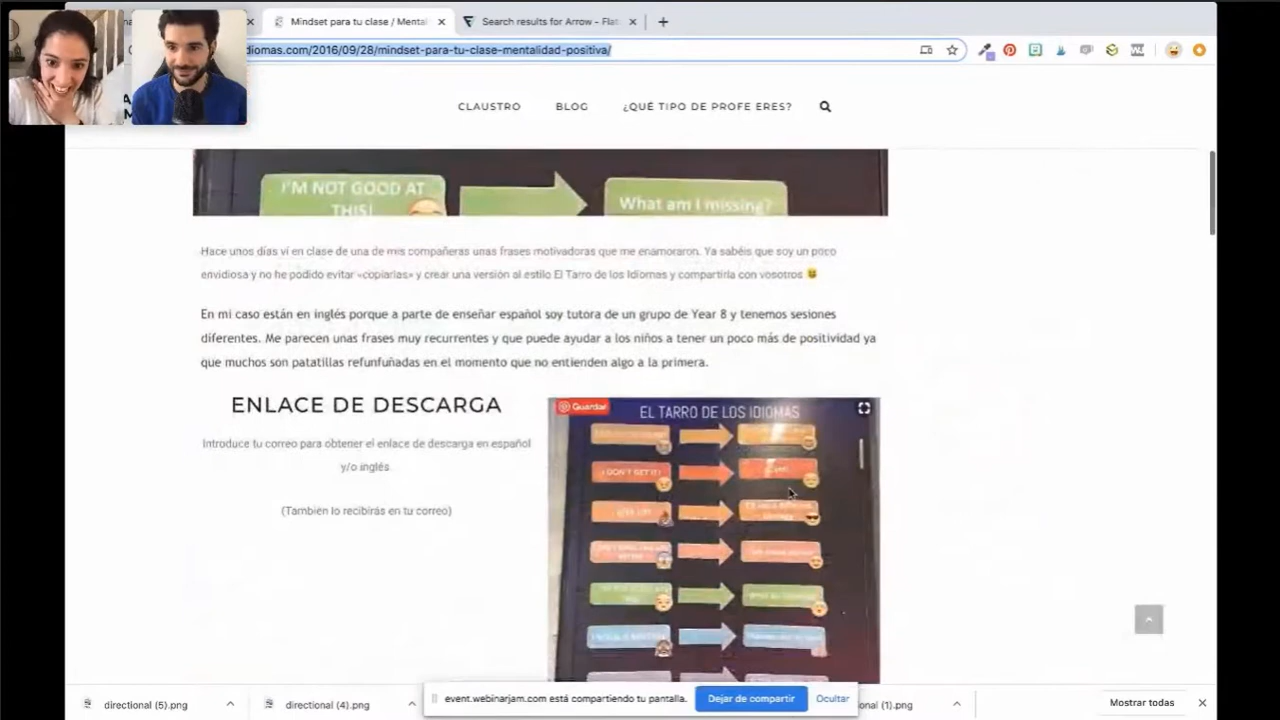 Mindset para tu clase / Mental
Search results for Arrow - Flat
idiomas.com/2016/09/28/mindset-para-tu-clase-mentalidad-positiva/
CLAUSTRO
BLOG
¿QUÉ TIPO DE PROFE ERES?
I'M NOT GOOD AT
THIS!
What am I missing?
Hace unos días vi en clase de una de mis compañeras unas frases motivadoras que me enamoraron. Ya sabéis que soy un poco
envidiosa y no he podido evitar «copiarlas» y crear una versión al estilo El Tarro de los Idiomas y compartirla con vosotros
En mi caso están en inglés porque a parte de enseñar español soy tutora de un grupo de Year 8 y tenemos sesiones
diferentes. Me parecen unas frases muy recurrentes y que puede ayudar a los niños a tener un poco más de positividad ya
que muchos son patatillas refunfuñadas en el momento que no entienden algo a la primera.
ENLACE DE DESCARGA
Introduce tu correo para obtener el enlace de descarga en español
y/o inglés
(También lo recibirás en tu correo)
Guardar
EL TARRO DE LOS IDIOMAS
I DON'T GET IT!
event.webinarjam.com está compartiendo tu pantalla.
Dejar de compartir
Ocultar
directional (5).png
directional (4).png
onal (1).png
Mostrar todas